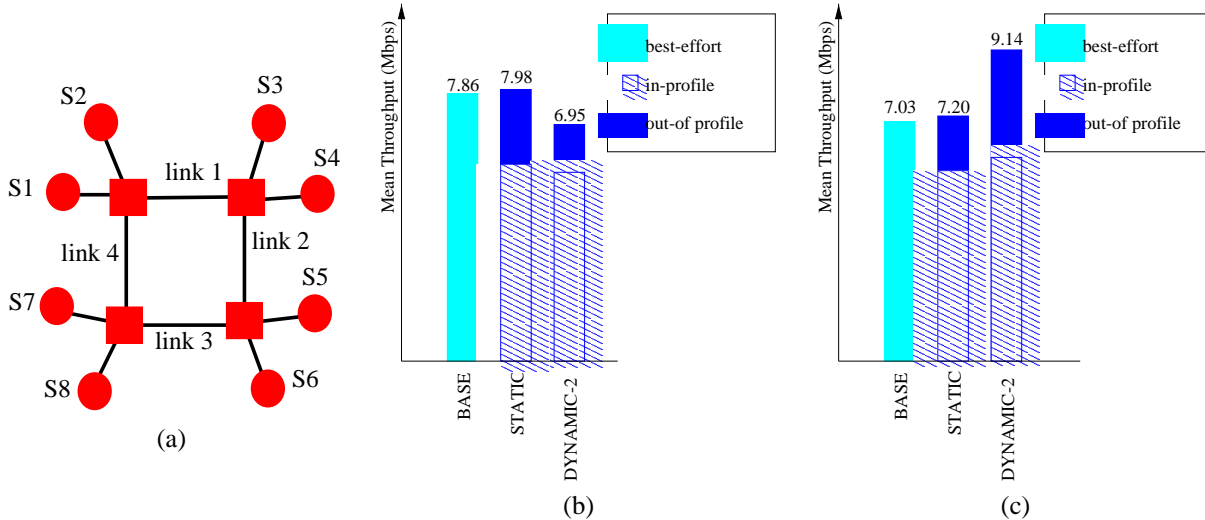 S2
S3
S1
S4
link 1
link 2
link 4
S7
S5
link 3
S8
S6
(a)
Mean Throughput (Mbps)
7.86
7.98
6.95
best-effort
in-profile
out-of profile
BASE
STATIC
DYNAMIC-2
(b)
Mean Throughput (Mbps)
7.03
7.20
9.14
best-effort
in-profile
out-of profile
BASE
STATIC
DYNAMIC-2
(c)